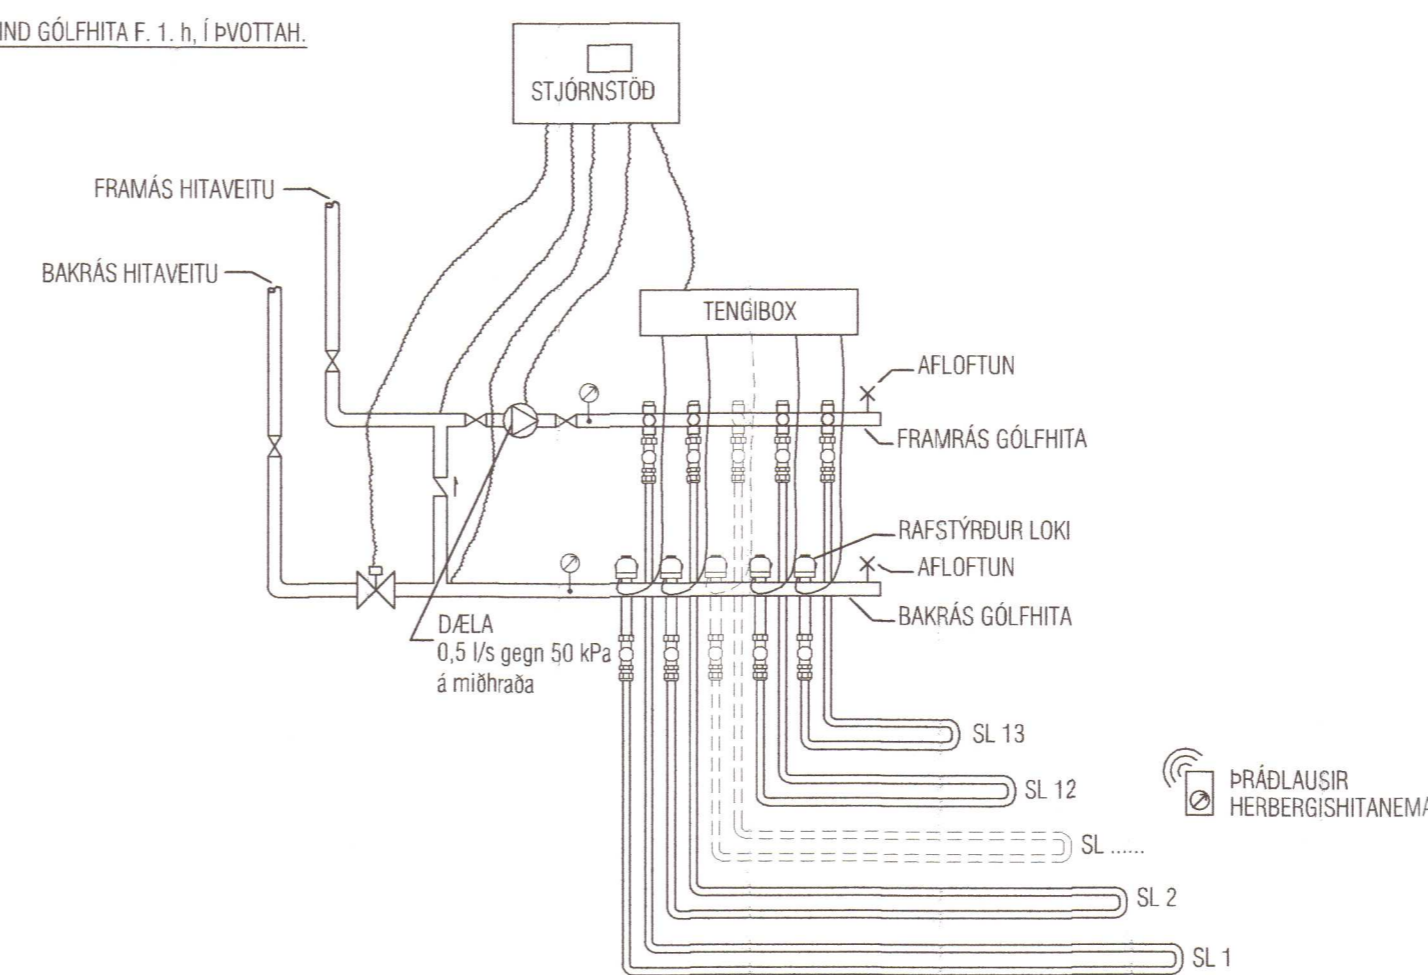 IND GÓLFHITA F. 1. h, Í ÞVOTTAH.
STJÓRNSTÖÐ
FRAMÁS HITAVEITU
BAKRÁS HITAVEITU
TENGIBOX
AFLOFTUN
FRAMRÁS GÓLFHITA
RAFSTÝRÐUR LOKI
AFLOFTUN
BAKRÁS GÓLFHITA
DÆLA
0,5 l/s gegn 50 kPa
á miðhraða
SL 13
SL 12
SL ......
SL 2
SL 1
ÞRÁÐLAUSIR
HERBERGISHITANEMA